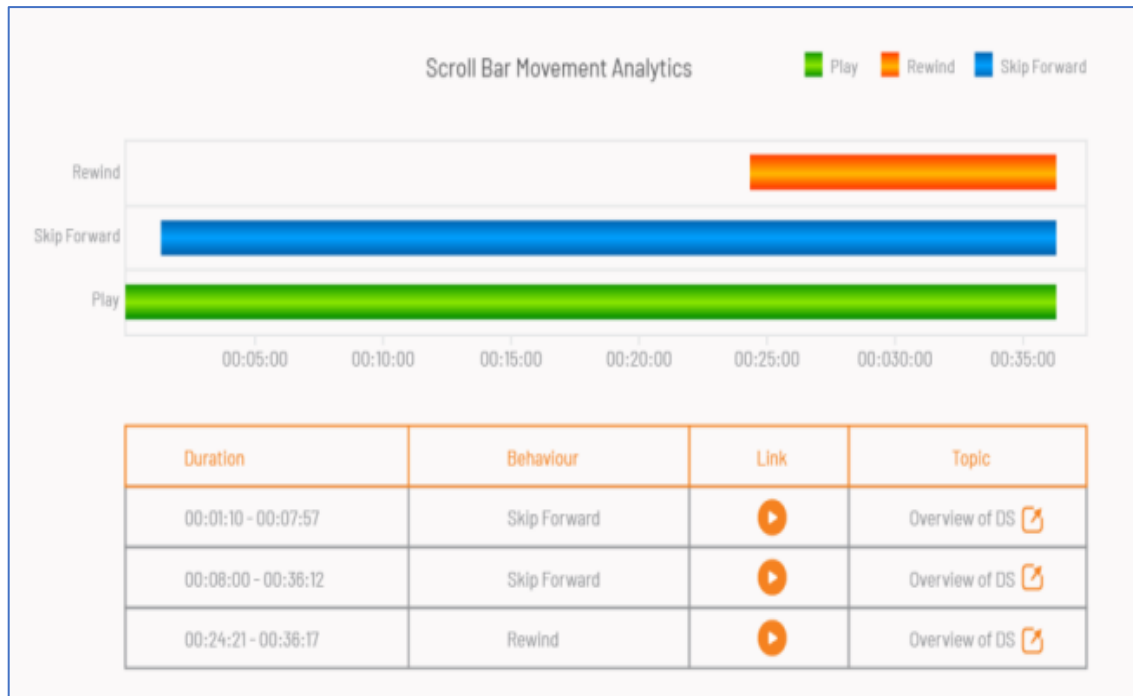 Scroll Bar Movement Analytics
Play Rewind Skip Forward
Rewind
Skip Forward
Play
00:05:00 00:10:00 00:15:00 00:20:00 00:25:00 00:030:00 00:35:00
Duration Behaviour Link Topic
00:01:10 - 00:07:57 Skip Forward Overview of DS
00:08:00 - 00:36:12 Skip Forward Overview of DS
00:24:21 - 00:36:17 Rewind Overview of DS